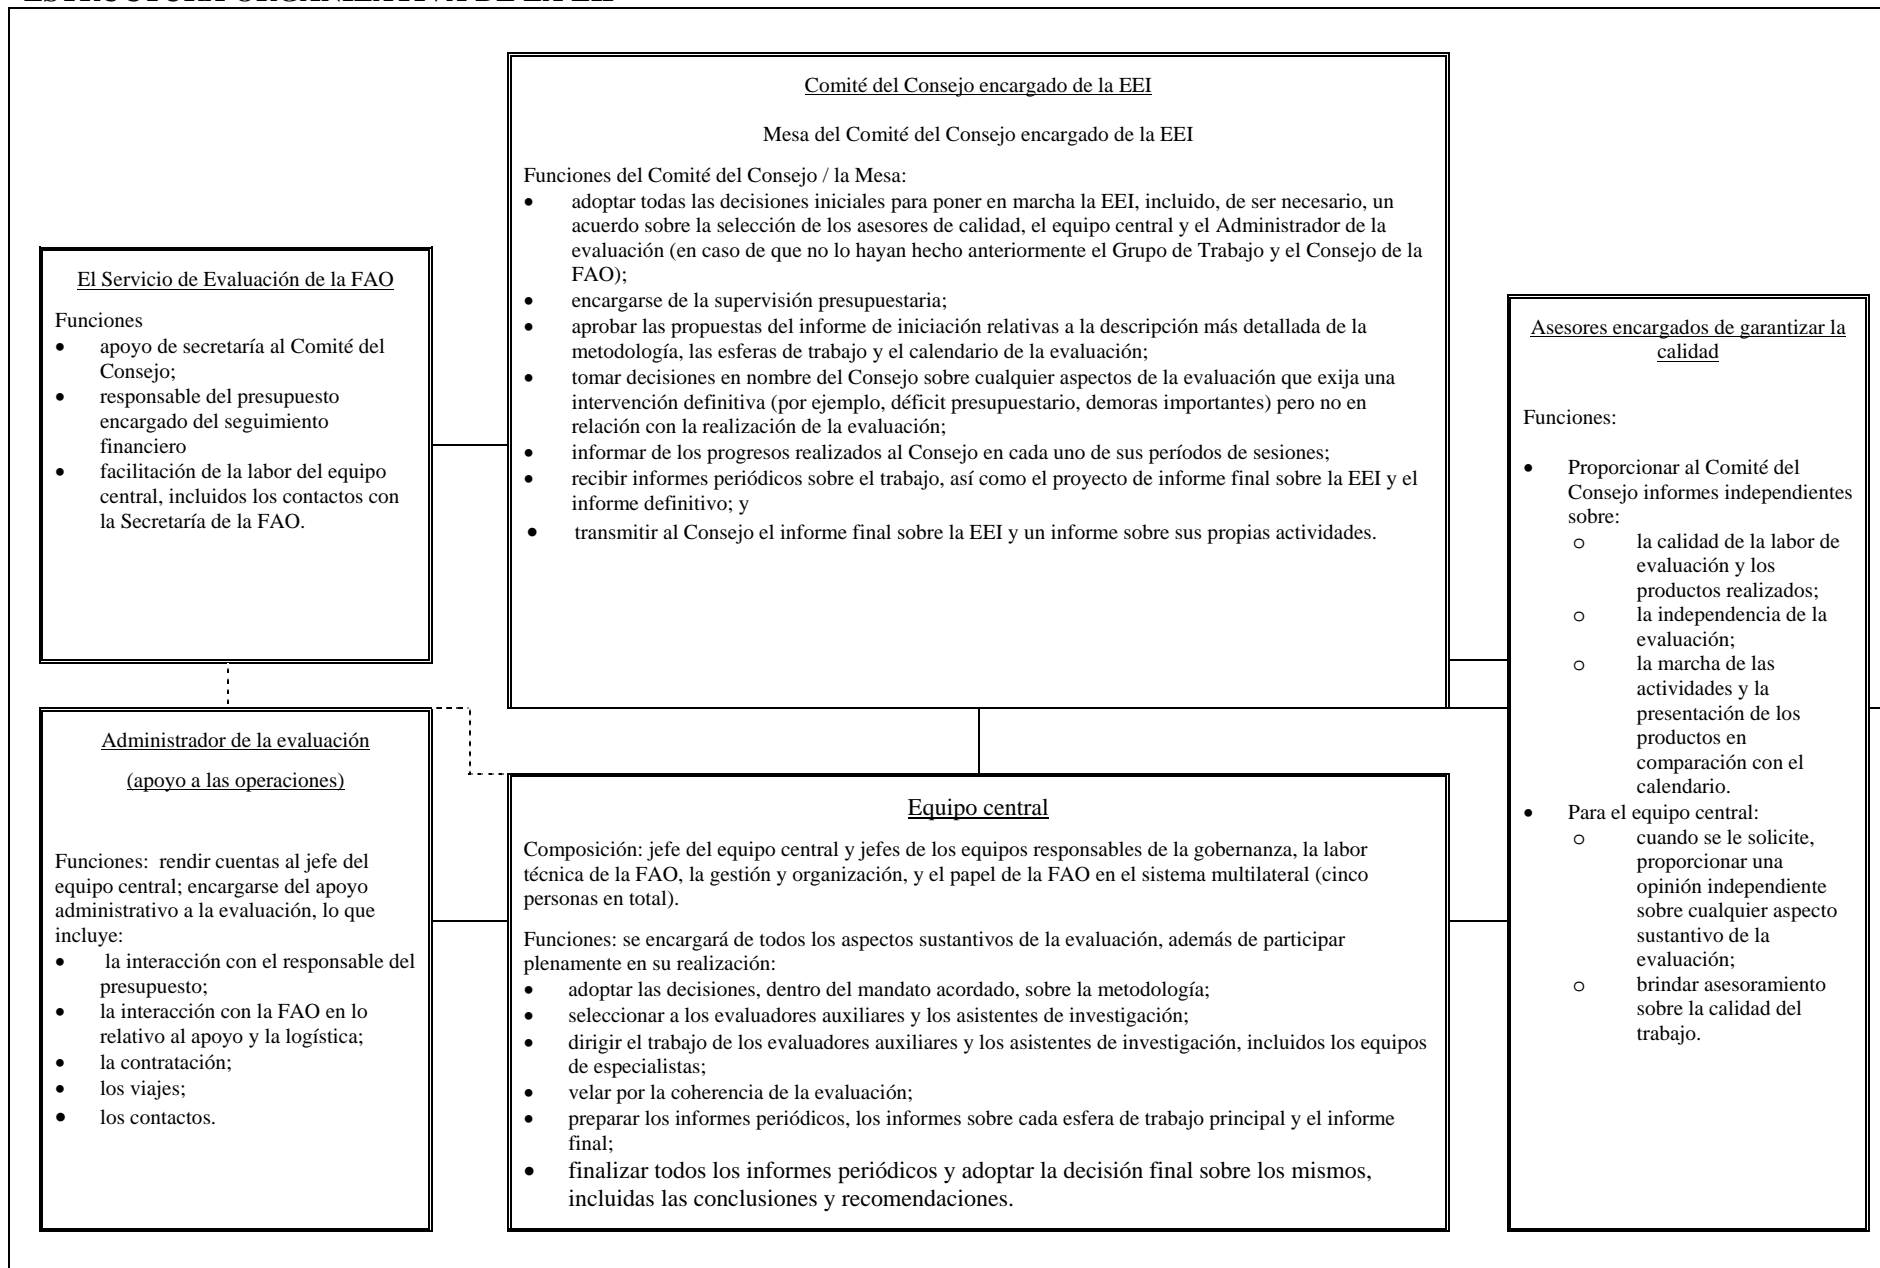 ESTRUCTURA ORGANIZATIVA DE LA EEI
Comité del Consejo encargado de la EEI
Mesa del Comité del Consejo encargado de la EEI
Funciones del Comité del Consejo / la Mesa:
• adoptar todas las decisiones iniciales para poner en marcha la EEI, incluido, de ser necesario, un
acuerdo sobre la selección de los asesores de calidad, el equipo central y el Administrador de la
evaluación (en caso de que no lo hayan hecho anteriormente el Grupo de Trabajo y el Consejo de la
FAO);
• encargarse de la supervisión presupuestaria;
• aprobar las propuestas del informe de iniciación relativas a la descripción más detallada de la
metodología, las esferas de trabajo y el calendario de la evaluación;
• tomar decisiones en nombre del Consejo sobre cualquier aspectos de la evaluación que exija una
intervención definitiva (por ejemplo, déficit presupuestario, demoras importantes) pero no en
relación con la realización de la evaluación;
• informar de los progresos realizados al Consejo en cada uno de sus períodos de sesiones;
• recibir informes periódicos sobre el trabajo, así como el proyecto de informe final sobre la EEI y el
informe definitivo; y
• transmitir al Consejo el informe final sobre la EEI y un informe sobre sus propias actividades.
El Servicio de Evaluación de la FAO
Funciones
• apoyo de secretaría al Comité del
Consejo;
• responsable del presupuesto
encargado del seguimiento
financiero
• facilitación de la labor del equipo
central, incluidos los contactos con
la Secretaría de la FAO.
Asesores encargados de garantizar la
calidad
Funciones:
• Proporcionar al Comité del
Consejo informes independientes
sobre:
o la calidad de la labor de
evaluación y los
productos realizados;
o la independencia de la
evaluación;
o la marcha de las
actividades y la
presentación de los
productos en
comparación con el
calendario.
• Para el equipo central:
o cuando se le solicite,
proporcionar una
opinión independiente
sobre cualquier aspecto
sustantivo de la
evaluación;
o brindar asesoramiento
sobre la calidad del
trabajo.
Administrador de la evaluación
(apoyo a las operaciones)
Funciones: rendir cuentas al jefe del
equipo central; encargarse del apoyo
administrativo a la evaluación, lo que
incluye:
• la interacción con el responsable del
presupuesto;
• la interacción con la FAO en lo
relativo al apoyo y la logística;
• la contratación;
• los viajes;
• los contactos.
Equipo central
Composición: jefe del equipo central y jefes de los equipos responsables de la gobernanza, la labor
técnica de la FAO, la gestión y organización, y el papel de la FAO en el sistema multilateral (cinco
personas en total).
Funciones: se encargará de todos los aspectos sustantivos de la evaluación, además de participar
plenamente en su realización:
• adoptar las decisiones, dentro del mandato acordado, sobre la metodología;
• seleccionar a los evaluadores auxiliares y los asistentes de investigación;
• dirigir el trabajo de los evaluadores auxiliares y los asistentes de investigación, incluidos los equipos
de especialistas;
• velar por la coherencia de la evaluación;
• preparar los informes periódicos, los informes sobre cada esfera de trabajo principal y el informe
final;
• finalizar todos los informes periódicos y adoptar la decisión final sobre los mismos,
incluidas las conclusiones y recomendaciones.